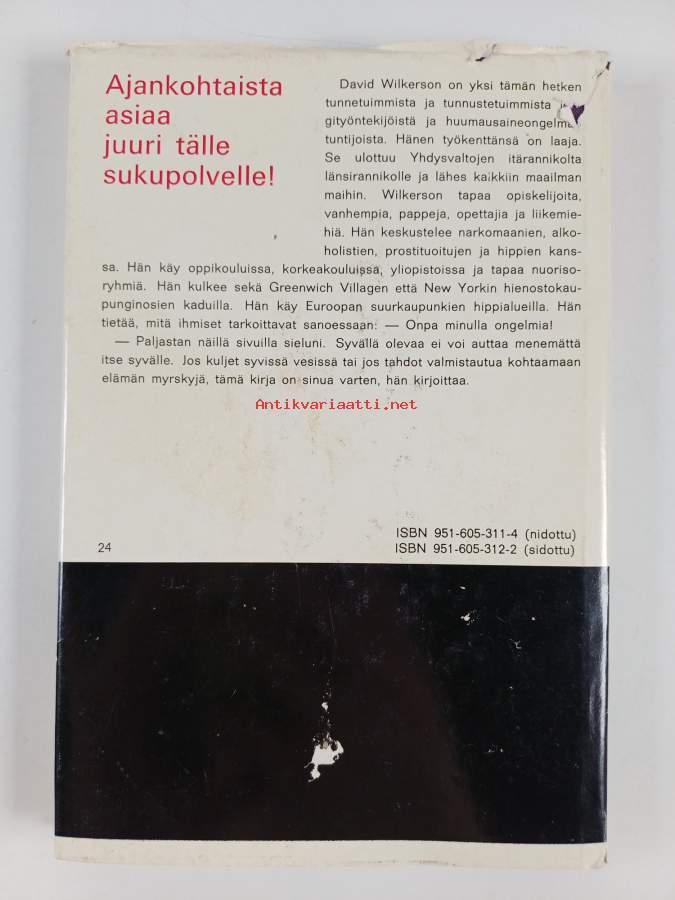 Ajankohtaista
asiaa
juuri tälle
sukupolvelle!
David Wilkerson on yksi tämän hetken
tunnetuimmista ja tunnustetuimmista
gityöntekijöistä ja huumausaineongelman
tuntijoista. Hänen työkenttänsä on laaja.
Se ulottuu Yhdysvaltojen itärannikolta
länsirannikolle ja lähes kaikkiin maailman
maihin. Wilkerson tapaa opiskelijoita,
vanhempia, pappeja, opettajia ja liikemie-
hiä. Hän keskustelee narkomaanien, alko-
holistien, prostituoitujen ja hippien kans-
sa. Hän käy oppikouluissa, korkeakouluissa, yliopistoissa ja tapaa nuoriso-
ryhmiä. Hän kulkee sekä Greenwich Villagen että New Yorkin hienostokau-
punginosien kaduilla. Hän käy Euroopan suurkaupunkien hippialueilla. Hän
tietää, mitä ihmiset tarkoittavat sanoessaan: — Onpa minulla ongelmia!
— Paljastan näillä sivuilla sieluni. Syvällä olevaa ei voi auttaa menemättä
itse syvälle. Jos kuljet syvissä vesissä tai jos tahdot valmistautua kohtaamaan
elämän myrskyjä, tämä kirja on sinua varten, hän kirjoittaa.
Antikvariaatti.net
ISBN 951-605-311-4 (nidottu)
24 ISBN 951-605-312-2 (sidottu)